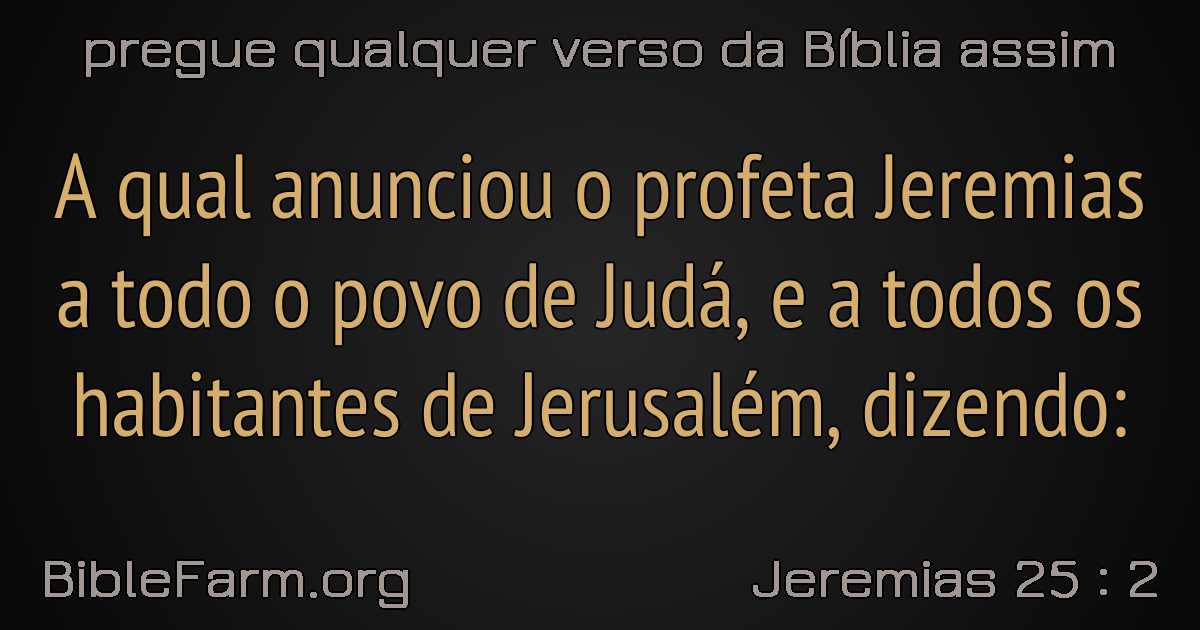 pregue qualquer verso da Bíblia assim
A qual anunciou o profeta Jeremias
a todo o povo de Judá, e a todos os
habitantes de Jerusalém, dizendo:
BibleFarm.org
Jeremias 25 : 2